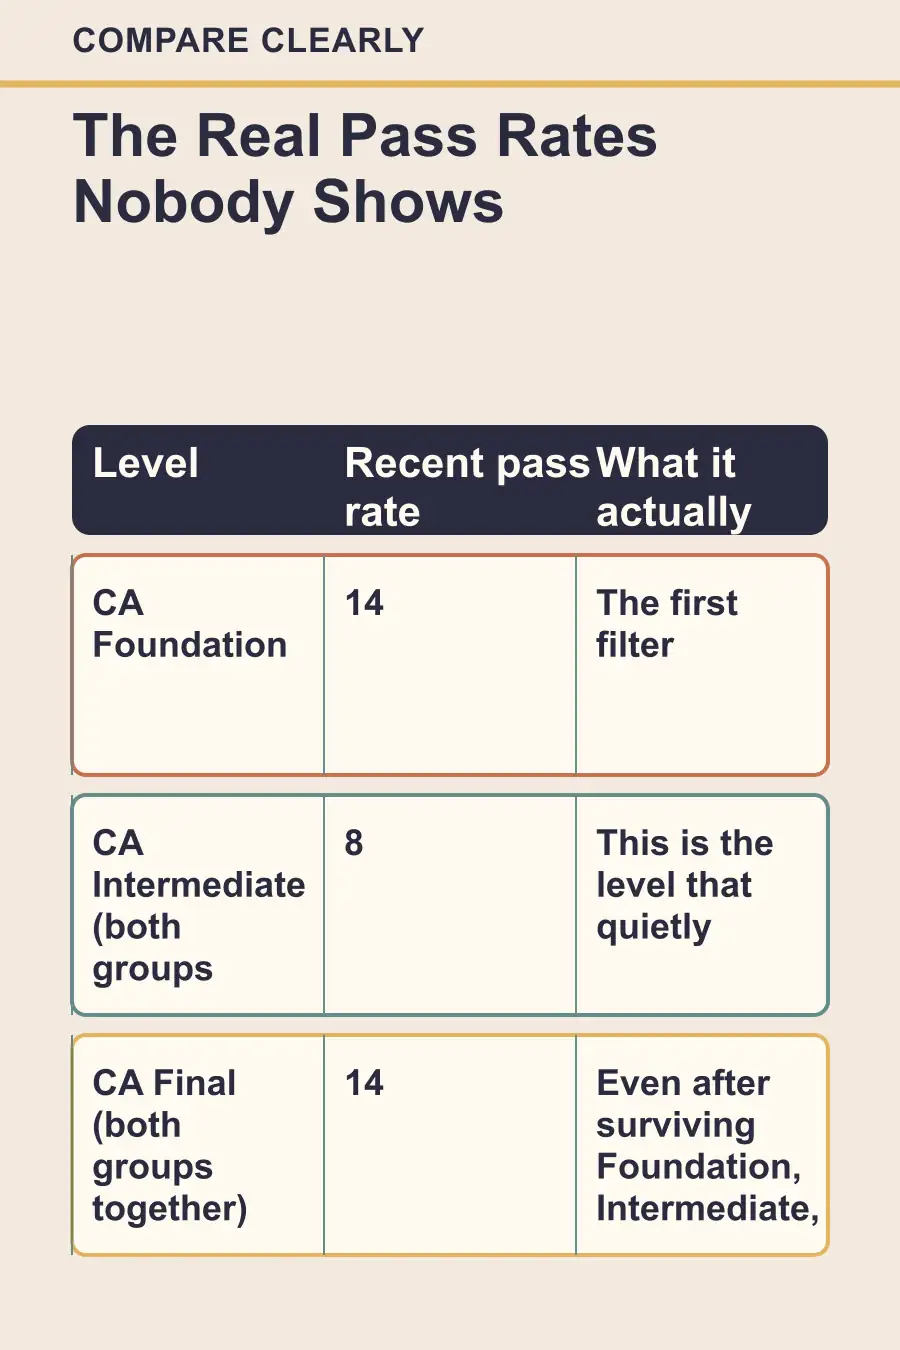 COMPARE CLEARLY
The Real Pass Rates
Nobody Shows
Level
Recent pass
rate
What it
actually
CA
Foundation
14
The first
filter
CA
Intermediate
(both
groups
8
This is the
level that
quietly
CA Final
(both
groups
together)
14
Even after
surviving
Foundation,
Intermediate,